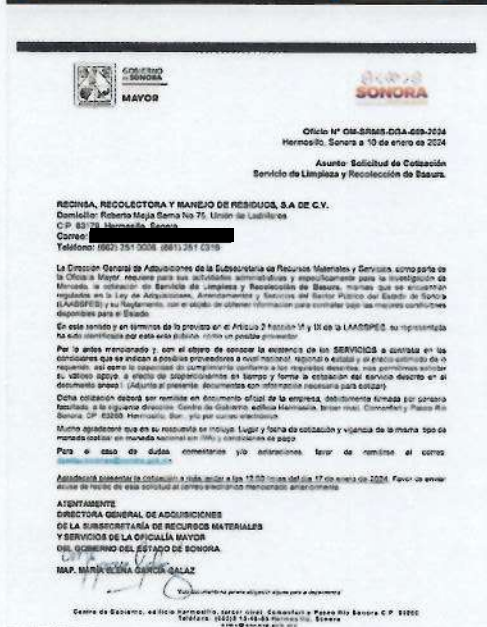 GOBIERNO
DE SONORA
MAYOR
SONORA
Oficio N° OM-SRMS-DGA-009-2024
Hermosillo, Sonora a 10 de enero de 2024
Asunto: Solicitud de Cotización
Servicio de Limpieza y Recolección de Basura.
RECINSA, RECOLECTORA Y MANEJO DE RESIDUOS, S.A DE C.V.
Domicilio: Roberto Mejia Serna No 75, Unión de Ladrilleros
C.P. 83179, Hermosillo, Sonora
Correo:
Teléfono: (662) 251 0008, (661) 251 0316
La Dirección General de Adquisiciones de la Subsecretaría de Recursos Materiales y Servicios, como parte de
la Oficialía Mayor, requiere para sus actividades administrativas y específicamente para la Investigación de
Mercado, la cotización de Servicio de Limpieza y Recolección de Basura, mismas que se encuentran
reguladas en la Ley de Adquisiciones, Arrendamientos y Servicios del Sector Público del Estado de Sonora
(LAASSPES) y su Reglamento, con el objeto de obtener información para contratar bajo las mejores condiciones
disponibles para el Estado.
En este sentido y en términos de lo previsto en el Artículo 2 fracción VI y IX de la LAASSPES, su representada
ha sido identificada por este ente público, como un posible proveedor.
Por lo antes mencionado y, con el objeto de conocer la existencia de los SERVICIOS a contratar en las
condiciones que se indican a posibles proveedores a nivel nacional, regional o estatal y el precio estimado de lo
requerido, así como la capacidad de cumplimiento conforme a los requisitos descritos, nos permitimos solicitar
su valioso apoyo, a efecto de proporcionarnos en tiempo y forma la cotización del servicio descrito en el
documento anexo I. (Adjunto al presente, documentos con información necesaria para cotizar)
Dicha cotización deberá ser remitida en documento oficial de la empresa, debidamente firmada por persona
facultada, a la siguiente dirección: Centro de Gobierno, edificio Hermosillo, tercer nivel, Comonfort y Paseo Río
Sonora, CP. 83280, Hermosillo, Son. y/o por correo electrónico.
Mucho agradeceré que en su respuesta se incluya: Lugar y fecha de cotización y vigencia de la misma, tipo de
moneda (cotizar en moneda nacional sin IVA) y condiciones de pago.
Para el caso de dudas, comentarios y/o aclaraciones, favor de remitirse al correo:
Agradeceré presentar la cotización a más tardar a las 12:00 horas del día 17 de enero de 2024. Favor de enviar
acuse de recibo de esta solicitud al correo electrónico mencionado anteriormente.
ATENTAMENTE
DIRECTORA GENERAL DE ADQUISICIONES
DE LA SUBSECRETARÍA DE RECURSOS MATERIALES
Y SERVICIOS DE LA OFICIALÍA MAYOR
DEL GOBIERNO DEL ESTADO DE SONORA
MAP. MARÍA ELENA GARCÍA GALAZ
Centro de Gobierno, edificio Hermosillo, tercer nivel, Comonfort y Paseo Río Sonora C.P.
Hermosillo, Sonora